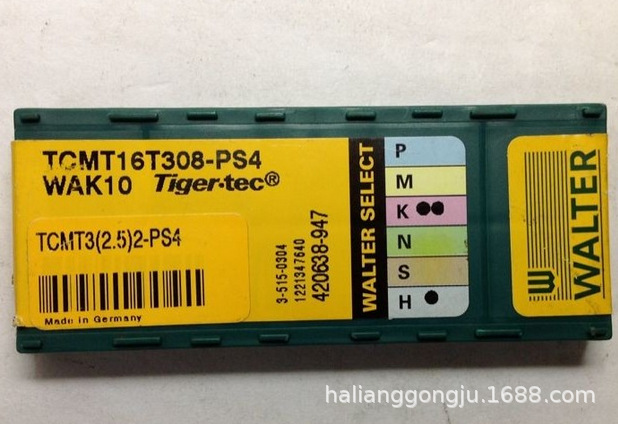 TCMT16T308-PS4
WAK10 Tiger·tec®
TCMT3(2.5)2-PS4
Made in Germany
3-515-0304
1221347640
420638-947
WALTER SELECT
P
M
K
N
S
H
WALTER
halianggongju.1688.com